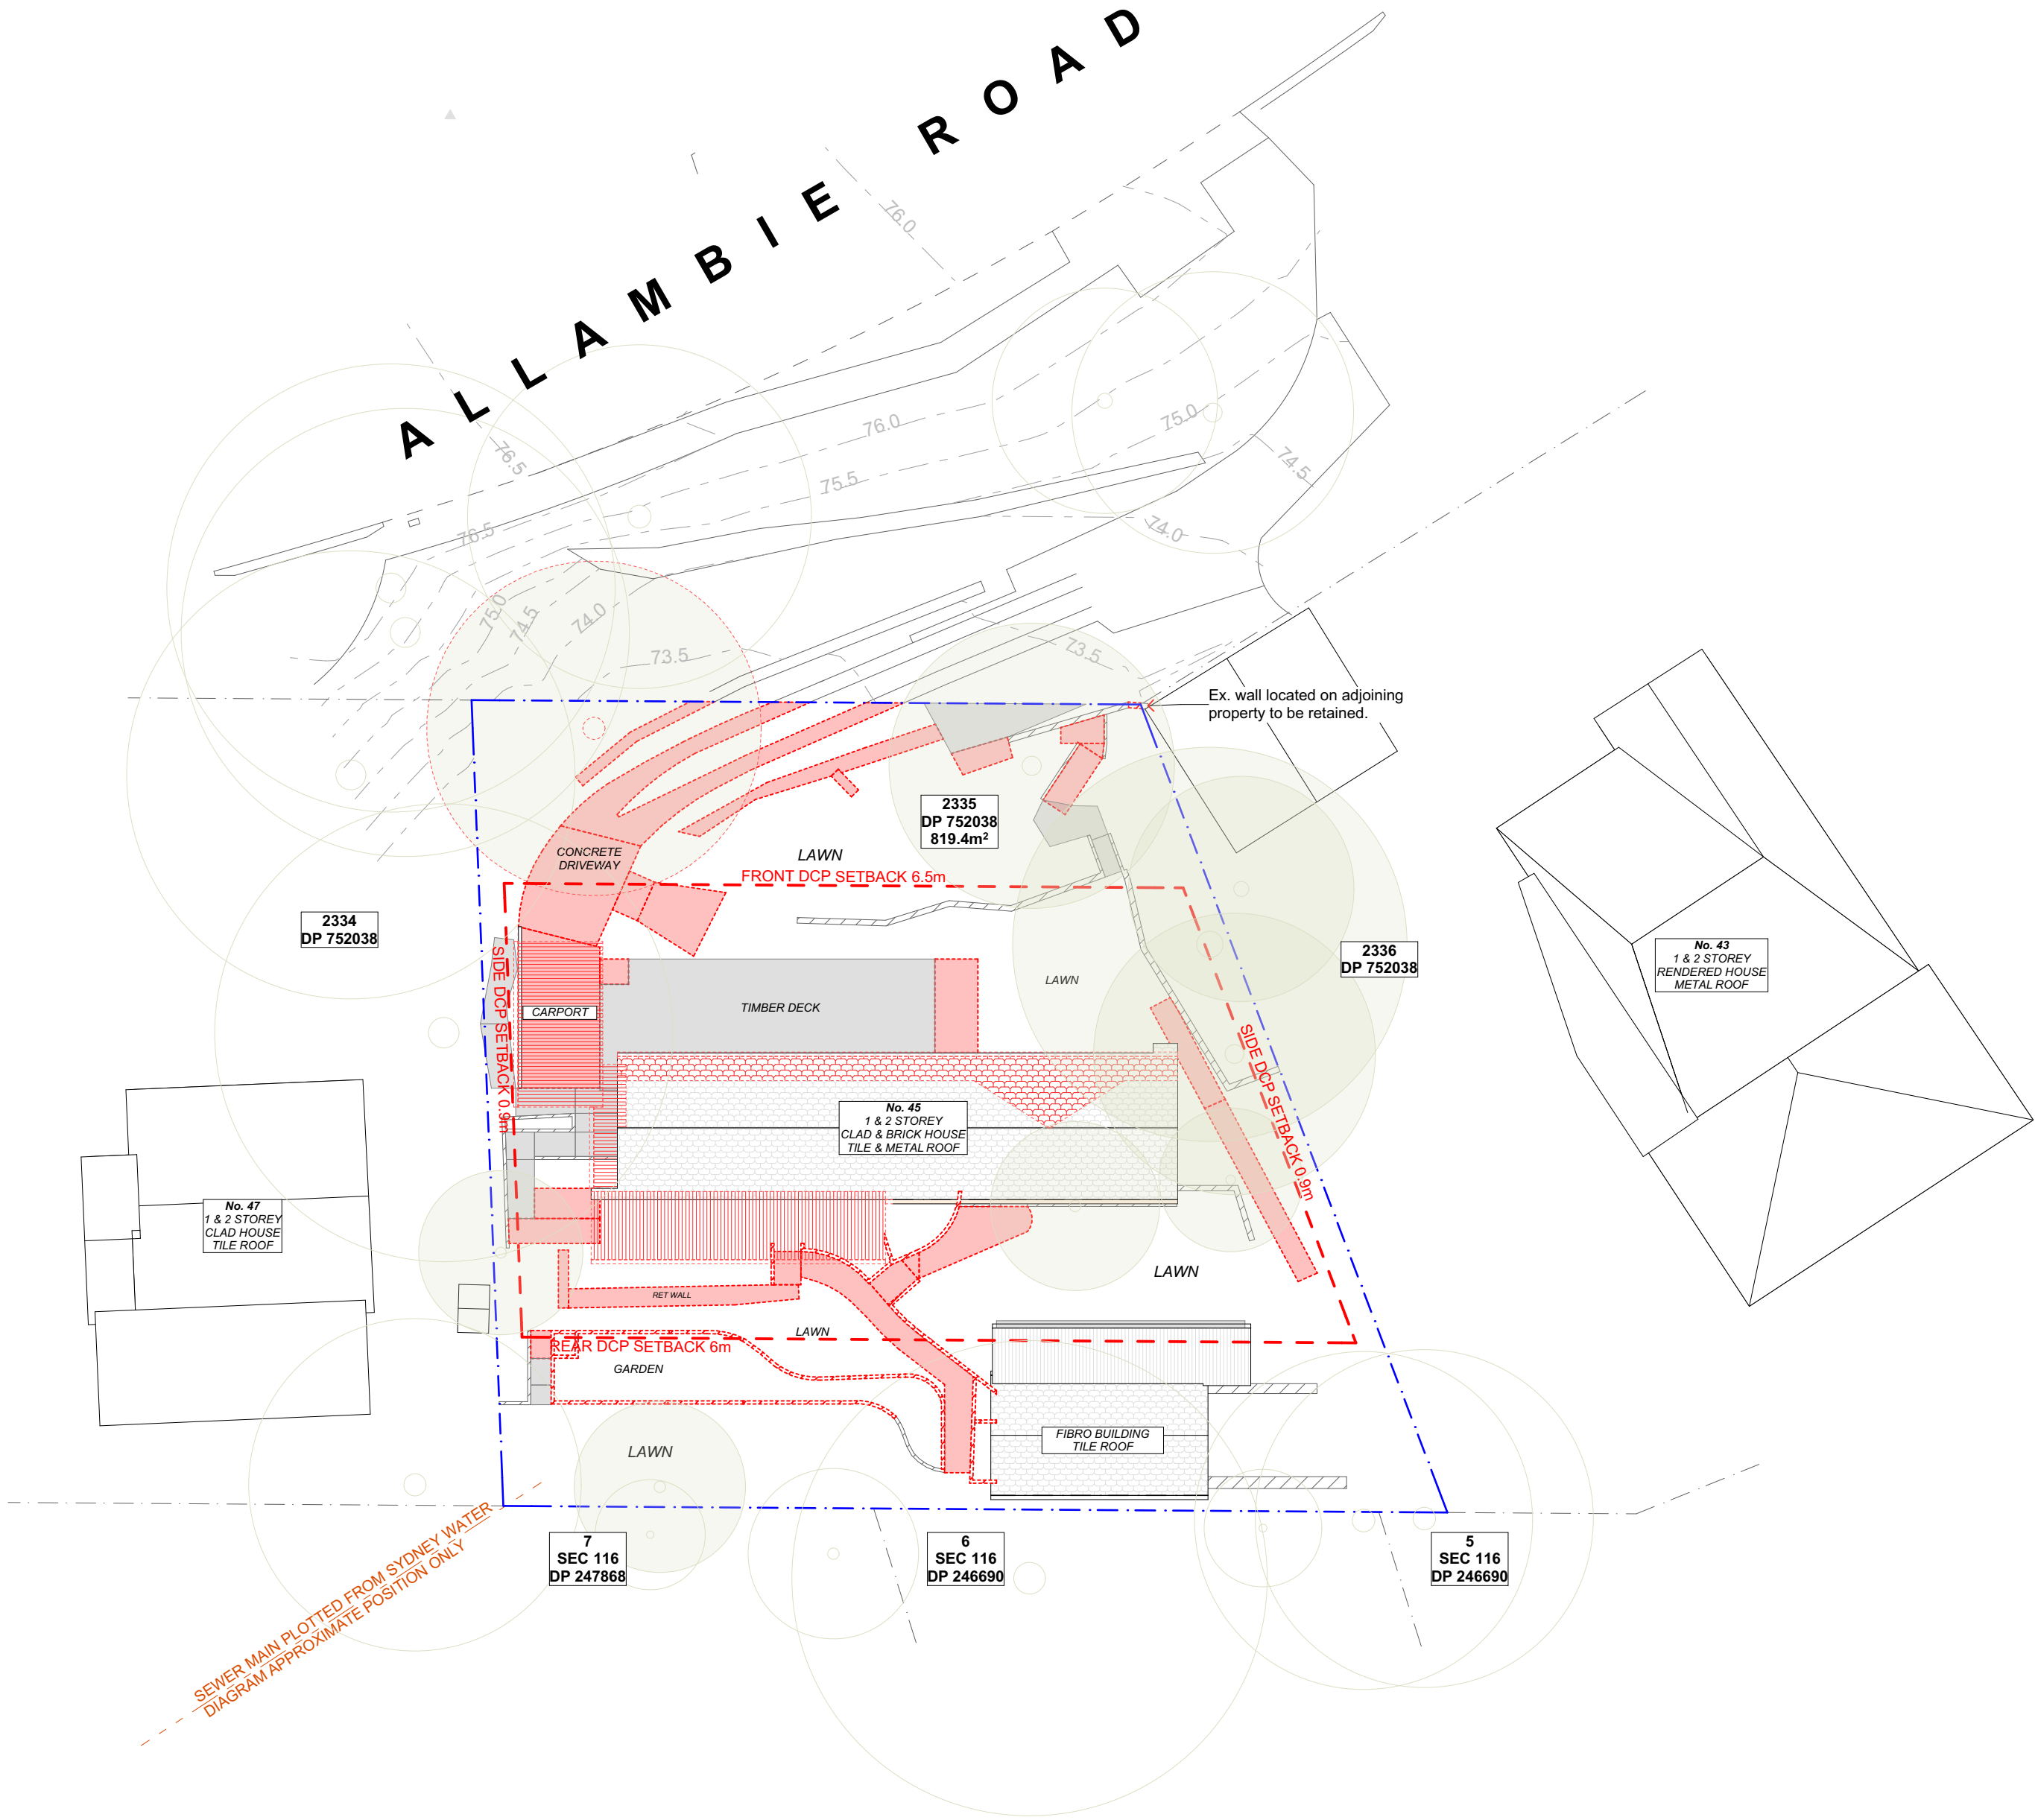 ALLAMBIE ROAD
76.0
76.5
76.0
75.0
75.5
74.5
76.5
74.0
75.0
74.5
74.0
73.5
73.5
Ex. wall located on adjoining
property to be retained.
2335
DP 752038
819.4m²
CONCRETE
DRIVEWAY
LAWN
FRONT DCP SETBACK 6.5m
2334
DP 752038
2336
DP 752038
No. 43
1 & 2 STOREY
RENDERED HOUSE
METAL ROOF
SIDE DCP SETBACK 0.9m
LAWN
CARPORT
TIMBER DECK
SIDE DCP SETBACK 0.9m
No. 45
1 & 2 STOREY
CLAD & BRICK HOUSE
TILE & METAL ROOF
No. 47
1 & 2 STOREY
CLAD HOUSE
TILE ROOF
LAWN
RET WALL
LAWN
REAR DCP SETBACK 6m
GARDEN
LAWN
FIBRO BUILDING
TILE ROOF
SEWER MAIN PLOTTED FROM SYDNEY WATER
DIAGRAM APPROXIMATE POSITION ONLY
7
SEC 116
DP 247868
6
SEC 116
DP 246690
5
SEC 116
DP 246690